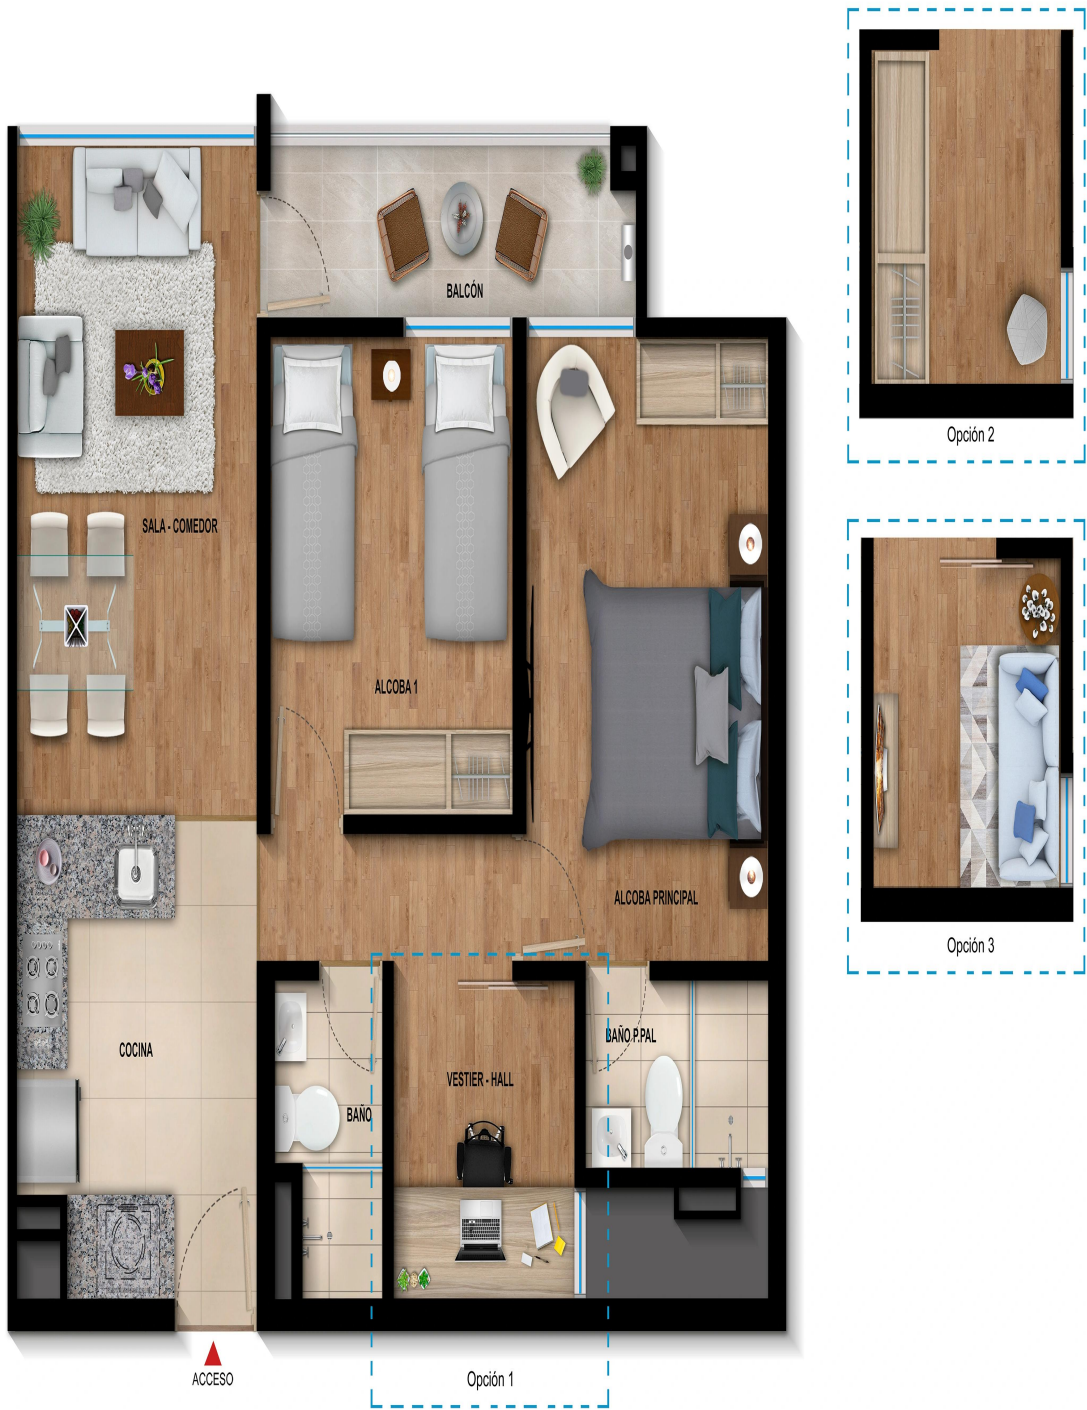 BALCÓN
Opción 2
SALA - COMEDOR
ALCOBA 1
ALCOBA PRINCIPAL
Opción 3
BAÑO P.PAL
COCINA
VESTIER - HALL
BAÑO
ACCESO
Opción 1